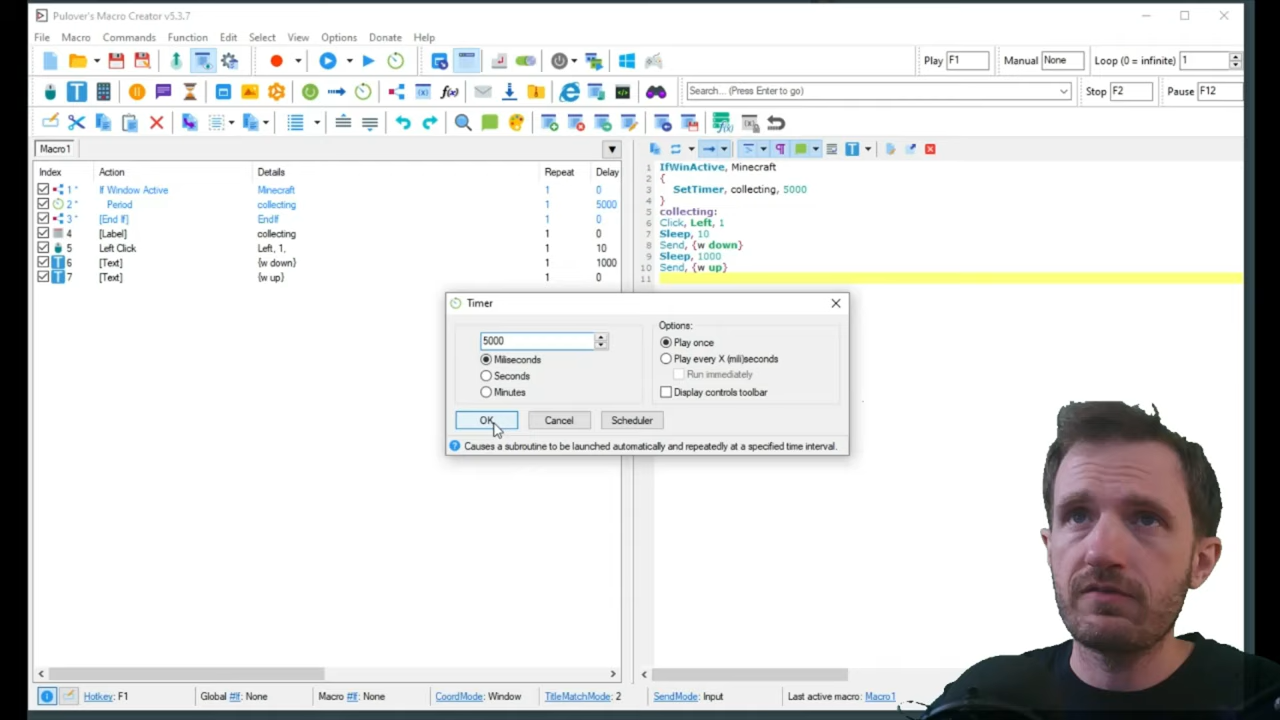 Pulover's Macro Creator v5.3.7
File Macro Commands Function Edit Select View Options Donate Help
Play F1 Manual None Loop (0 = infinite) 1
Search... (Press Enter to go) Stop F2 Pause F12
Macro1
Index Action Details Repeat Delay
1 If Window Active Minecraft 1 0
2 Period collecting 1 5000
3 [End If] EndIf 1 0
4 [Label] collecting 1 0
5 Left Click Left, 1, 1 10
6 [Text] {w down} 1 1000
7 [Text] {w up} 1 0
1 IfWinActive, Minecraft
2 {
3 SetTimer, collecting, 5000
4 }
5 collecting:
6 Click, Left, 1
7 Sleep, 10
8 Send, {w down}
9 Sleep, 1000
10 Send, {w up}
11
Timer
5000
Miliseconds
Seconds
Minutes
Options:
Play once
Play every X (mili)seconds
Run immediately
Display controls toolbar
OK Cancel Scheduler
Causes a subroutine to be launched automatically and repeatedly at a specified time interval.
Hotkey: F1 Global #If: None Macro #If: None CoordMode: Window TitleMatchMode: 2 SendMode: Input Last active macro: Macro1